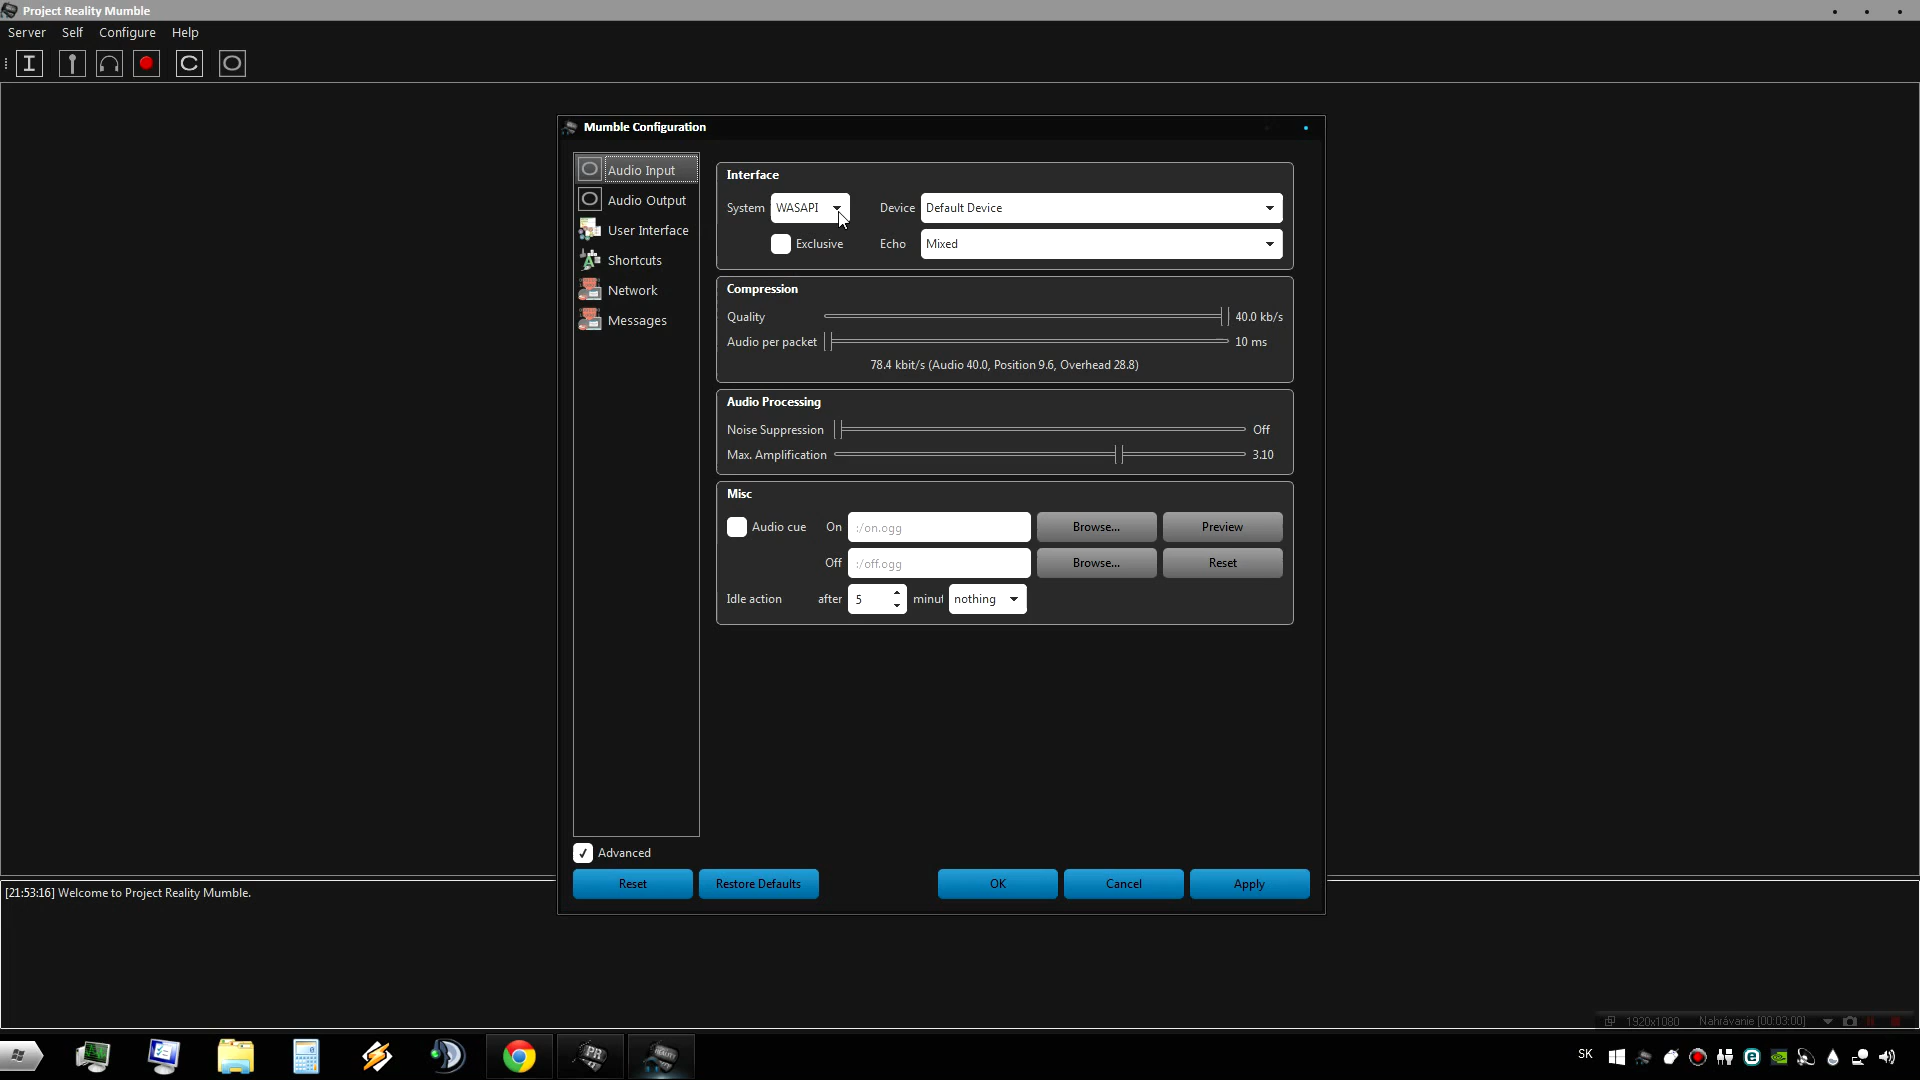 Project Reality Mumble
Server Self Configure Help
Mumble Configuration
Audio Input
Audio Output
User Interface
Shortcuts
Network
Messages
Interface
System WASAPI Device Default Device
Exclusive Echo Mixed
Compression
Quality 40.0 kb/s
Audio per packet 10 ms
78.4 kbit/s (Audio 40.0, Position 9.6, Overhead 28.8)
Audio Processing
Noise Suppression Off
Max. Amplification 3.10
Misc
Audio cue On :/on.ogg Browse... Preview
Off :/off.ogg Browse... Reset
Idle action after 5 minut nothing
Advanced
Reset Restore Defaults OK Cancel Apply
[21:53:16] Welcome to Project Reality Mumble.
1920x1080 Nahrávanie [00:03:00]
PR REALITY
SK